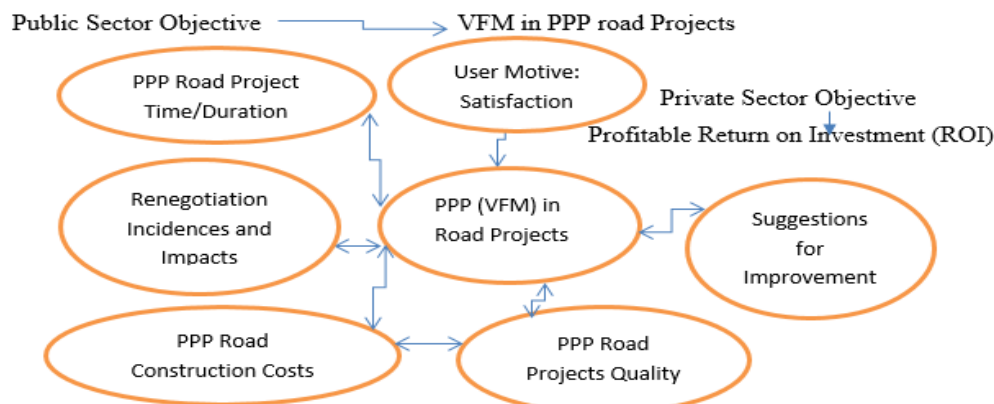 Public Sector Objective
VFM in PPP road Projects
PPP Road Project
Time/Duration
User Motive:
Satisfaction
Private Sector Objective
Profitable Return on Investment (ROI)
Renegotiation
Incidences and
Impacts
PPP (VFM) in
Road Projects
Suggestions
for
Improvement
PPP Road
Construction Costs
PPP Road
Projects Quality